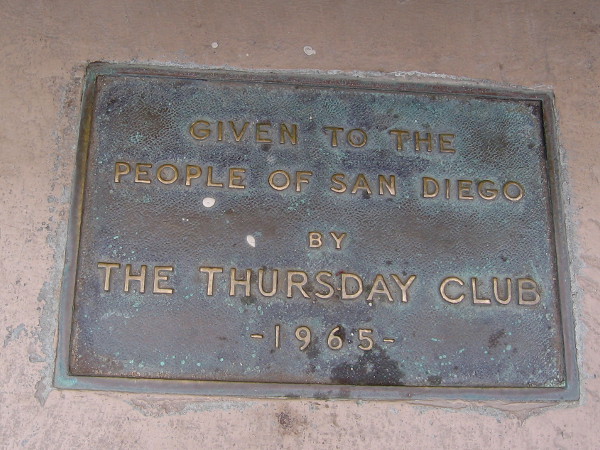 GIVEN TO THE
PEOPLE OF SAN DIEGO
BY
THE THURSDAY CLUB
-1965-